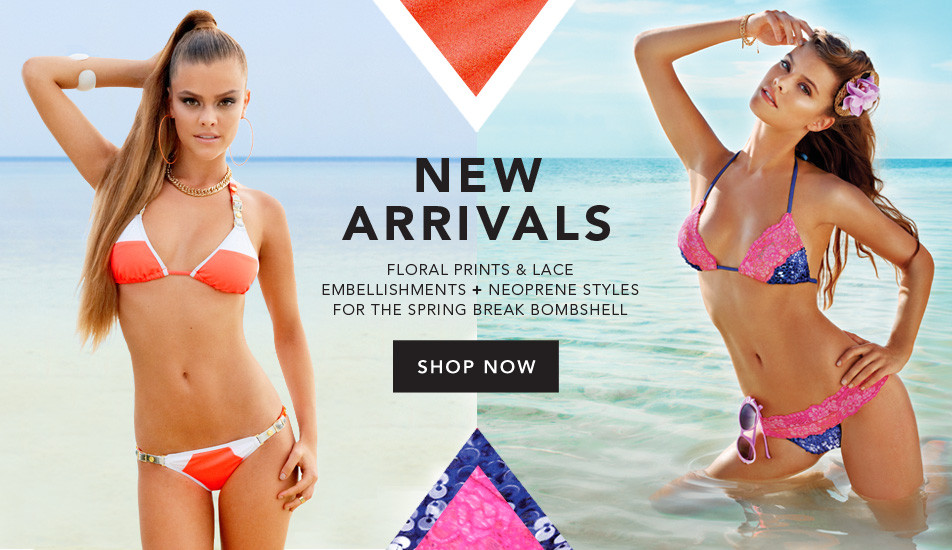 NEW
ARRIVALS
FLORAL PRINTS & LACE
EMBELLISHMENTS + NEOPRENE STYLES
FOR THE SPRING BREAK BOMBSHELL
SHOP NOW